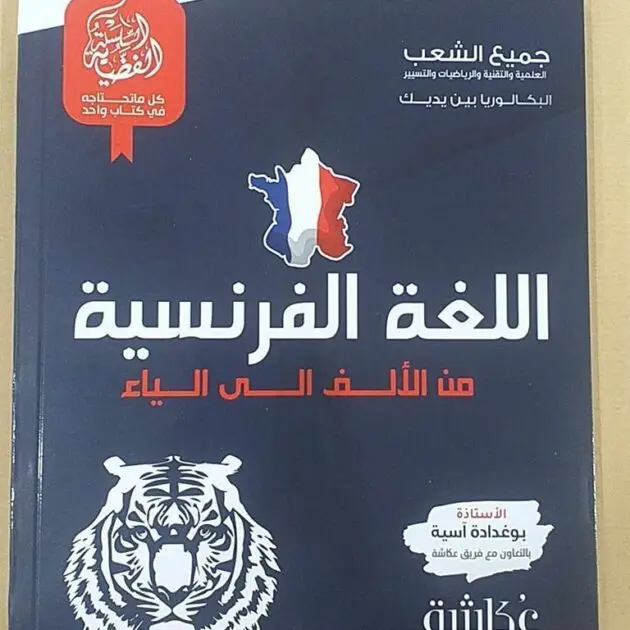 السلسلة
الفضية
كل ماتحتاجه
في كتاب واحد
جميع الشعب
العلمية والتقنية والرياضيات والتسيير
البكالوريا بين يديك
اللغة الفرنسية
من الألف الى الياء
الأستاذة
بوغدادة آسية
بالتعاون مع فريق عكاشة
عكاشة